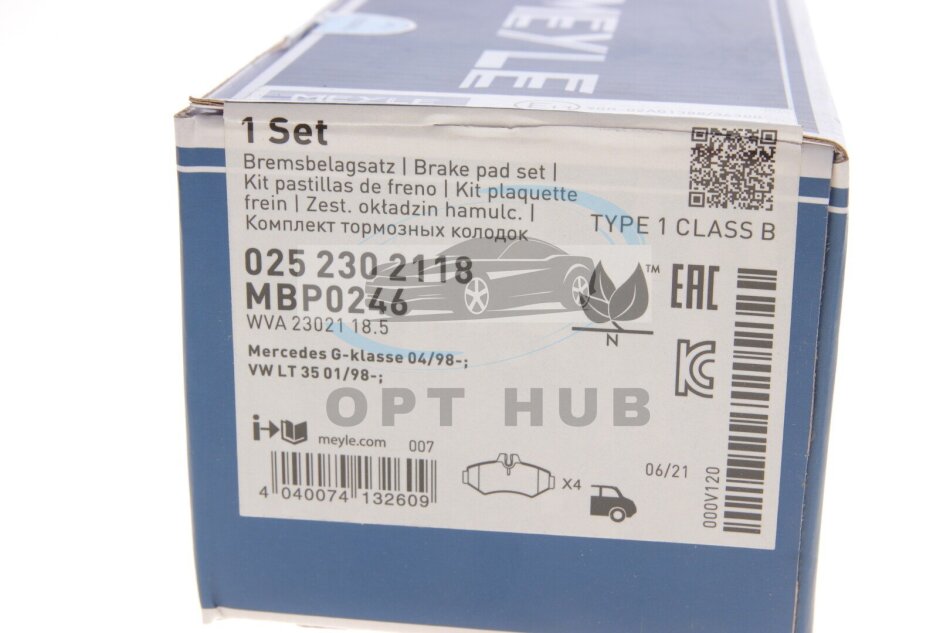 MEYLE
1 Set
Bremsbelagsatz | Brake pad set |
Kit pastillas de freno | Kit plaquette
frein | Zest. okładzin hamulc. |
Комплект тормозных колодок
TYPE 1 CLASS B
025 230 2118
MBP0246
WVA 23021 18.5
TM
N
EAC
Mercedes G-klasse 04/98-;
VW LT 35 01/98-;
OPT HUB
meyle.com 007
4 040074 132609
X4
06/21
000V120